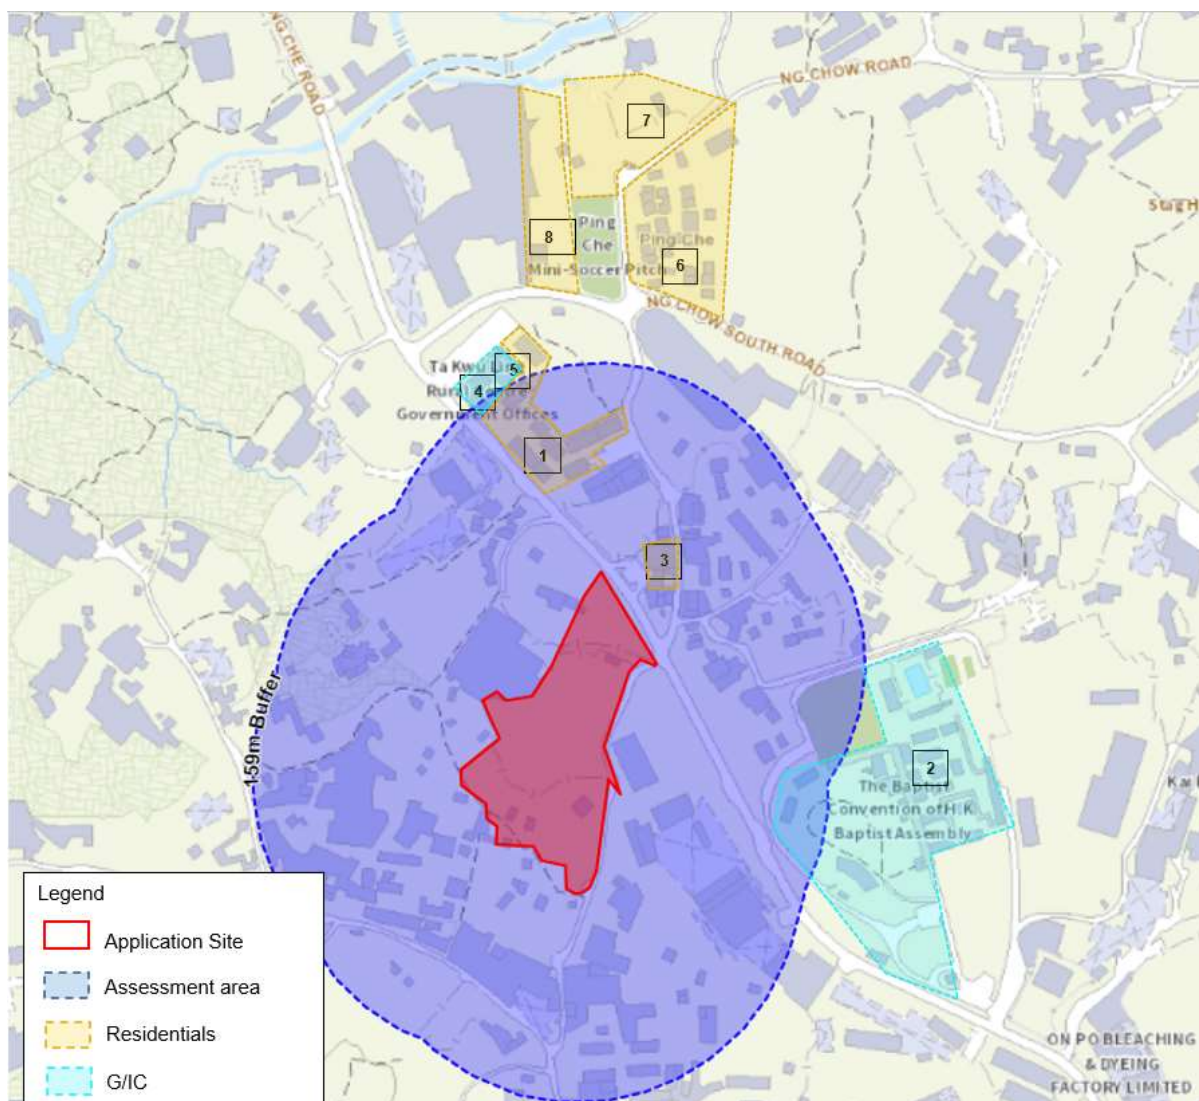 NG CHE ROAD
NG CHOW ROAD
7
Stag H
Ping
Che
Mini-Soccer Pitch
8
Ping Che
6
NG CHOW SOUTH ROAD
Ta Kwu Ling
5
Rural Centre
4
Government Offices
1
3
159m Buffer
2
The Baptist
Convention of H.K.
Baptist Assembly
Kai
Legend
Application Site
Assessment area
Residentials
G/IC
ON PO BLEACHING
& DYEING
FACTORY LIMITED